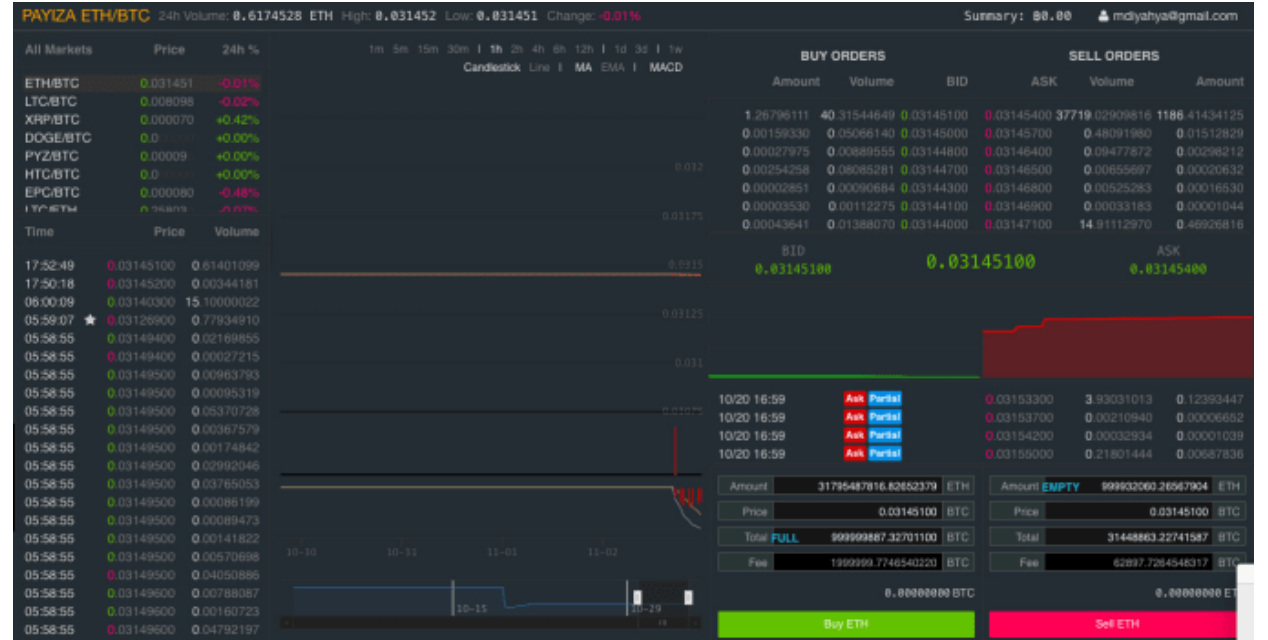 PAYIZA ETH/BTC 24h Volume: 0.6174528 ETH High: 0.031452 Low: 0.031451 Change: -0.01% Summary: ฿0.00 mdiyahya@gmail.com
All Markets Price 24h %
ETH/BTC 0.031451 -0.01%
LTC/BTC 0.008098 -0.02%
XRP/BTC 0.000070 +0.42%
DOGE/BTC 0.0 +0.00%
PYZ/BTC 0.00009 +0.00%
HTC/BTC 0.0 +0.00%
EPC/BTC 0.000080 -0.48%
LTC/ETH 0.25803 -0.07%
Time Price Volume
17:52:49 0.03145100 0.61401099
17:50:18 0.03145200 0.00344181
06:00:09 0.03140300 15.10000022
05:59:07 ★ 0.03126900 0.77934910
05:58:55 0.03149400 0.02169855
05:58:55 0.03149400 0.00027215
05:58:55 0.03149500 0.00963793
05:58:55 0.03149500 0.00095319
05:58:55 0.03149500 0.05370728
05:58:55 0.03149500 0.00367579
05:58:55 0.03149500 0.00174842
05:58:55 0.03149500 0.02992046
05:58:55 0.03149500 0.03765053
05:58:55 0.03149500 0.00086199
05:58:55 0.03149500 0.00089473
05:58:55 0.03149500 0.00141822
05:58:55 0.03149500 0.00570698
05:58:55 0.03149500 0.04050886
05:58:55 0.03149600 0.00788087
05:58:55 0.03149600 0.00160723
05:58:55 0.03149600 0.04792197
1m 5m 15m 30m | 1h 2h 4h 6h 12h | 1d 3d | 1w
Candlestick Line | MA EMA | MACD
0.032
0.03175
0.0315
0.03125
0.031
0.03075
10-30 10-31 11-01 11-02
10-15 10-29
BUY ORDERS SELL ORDERS
Amount Volume BID ASK Volume Amount
1.26796111 40.31544649 0.03145100 0.03145400 37719.02909816 1186.41434125
0.00159330 0.05066140 0.03145000 0.03145700 0.48091980 0.01512829
0.00027975 0.00889555 0.03144800 0.03146400 0.09477872 0.00298212
0.00254258 0.08085281 0.03144700 0.03146500 0.00655697 0.00020632
0.00002851 0.00090684 0.03144300 0.03146800 0.00525283 0.00016530
0.00003530 0.00112275 0.03144100 0.03146900 0.00033183 0.00001044
0.00043641 0.01388070 0.03144000 0.03147100 14.91112970 0.46926816
BID ASK
0.03145100 0.03145100 0.03145400
10/20 16:59 Ask Partial 0.03153300 3.93031013 0.12393447
10/20 16:59 Ask Partial 0.03153700 0.00210940 0.00006652
10/20 16:59 Ask Partial 0.03154200 0.00032934 0.00001039
10/20 16:59 Ask Partial 0.03155000 0.21801444 0.00687836
Amount 31795487816.82652379 ETH Amount EMPTY 999932060.26567904 ETH
Price 0.03145100 BTC Price 0.03145100 BTC
Total FULL 999999887.32701100 BTC Total 31448863.22741587 BTC
Fee 1999999.7746540220 BTC Fee 62897.7264548317 BTC
0.00000000 BTC 0.00000000
Buy ETH Sell ETH